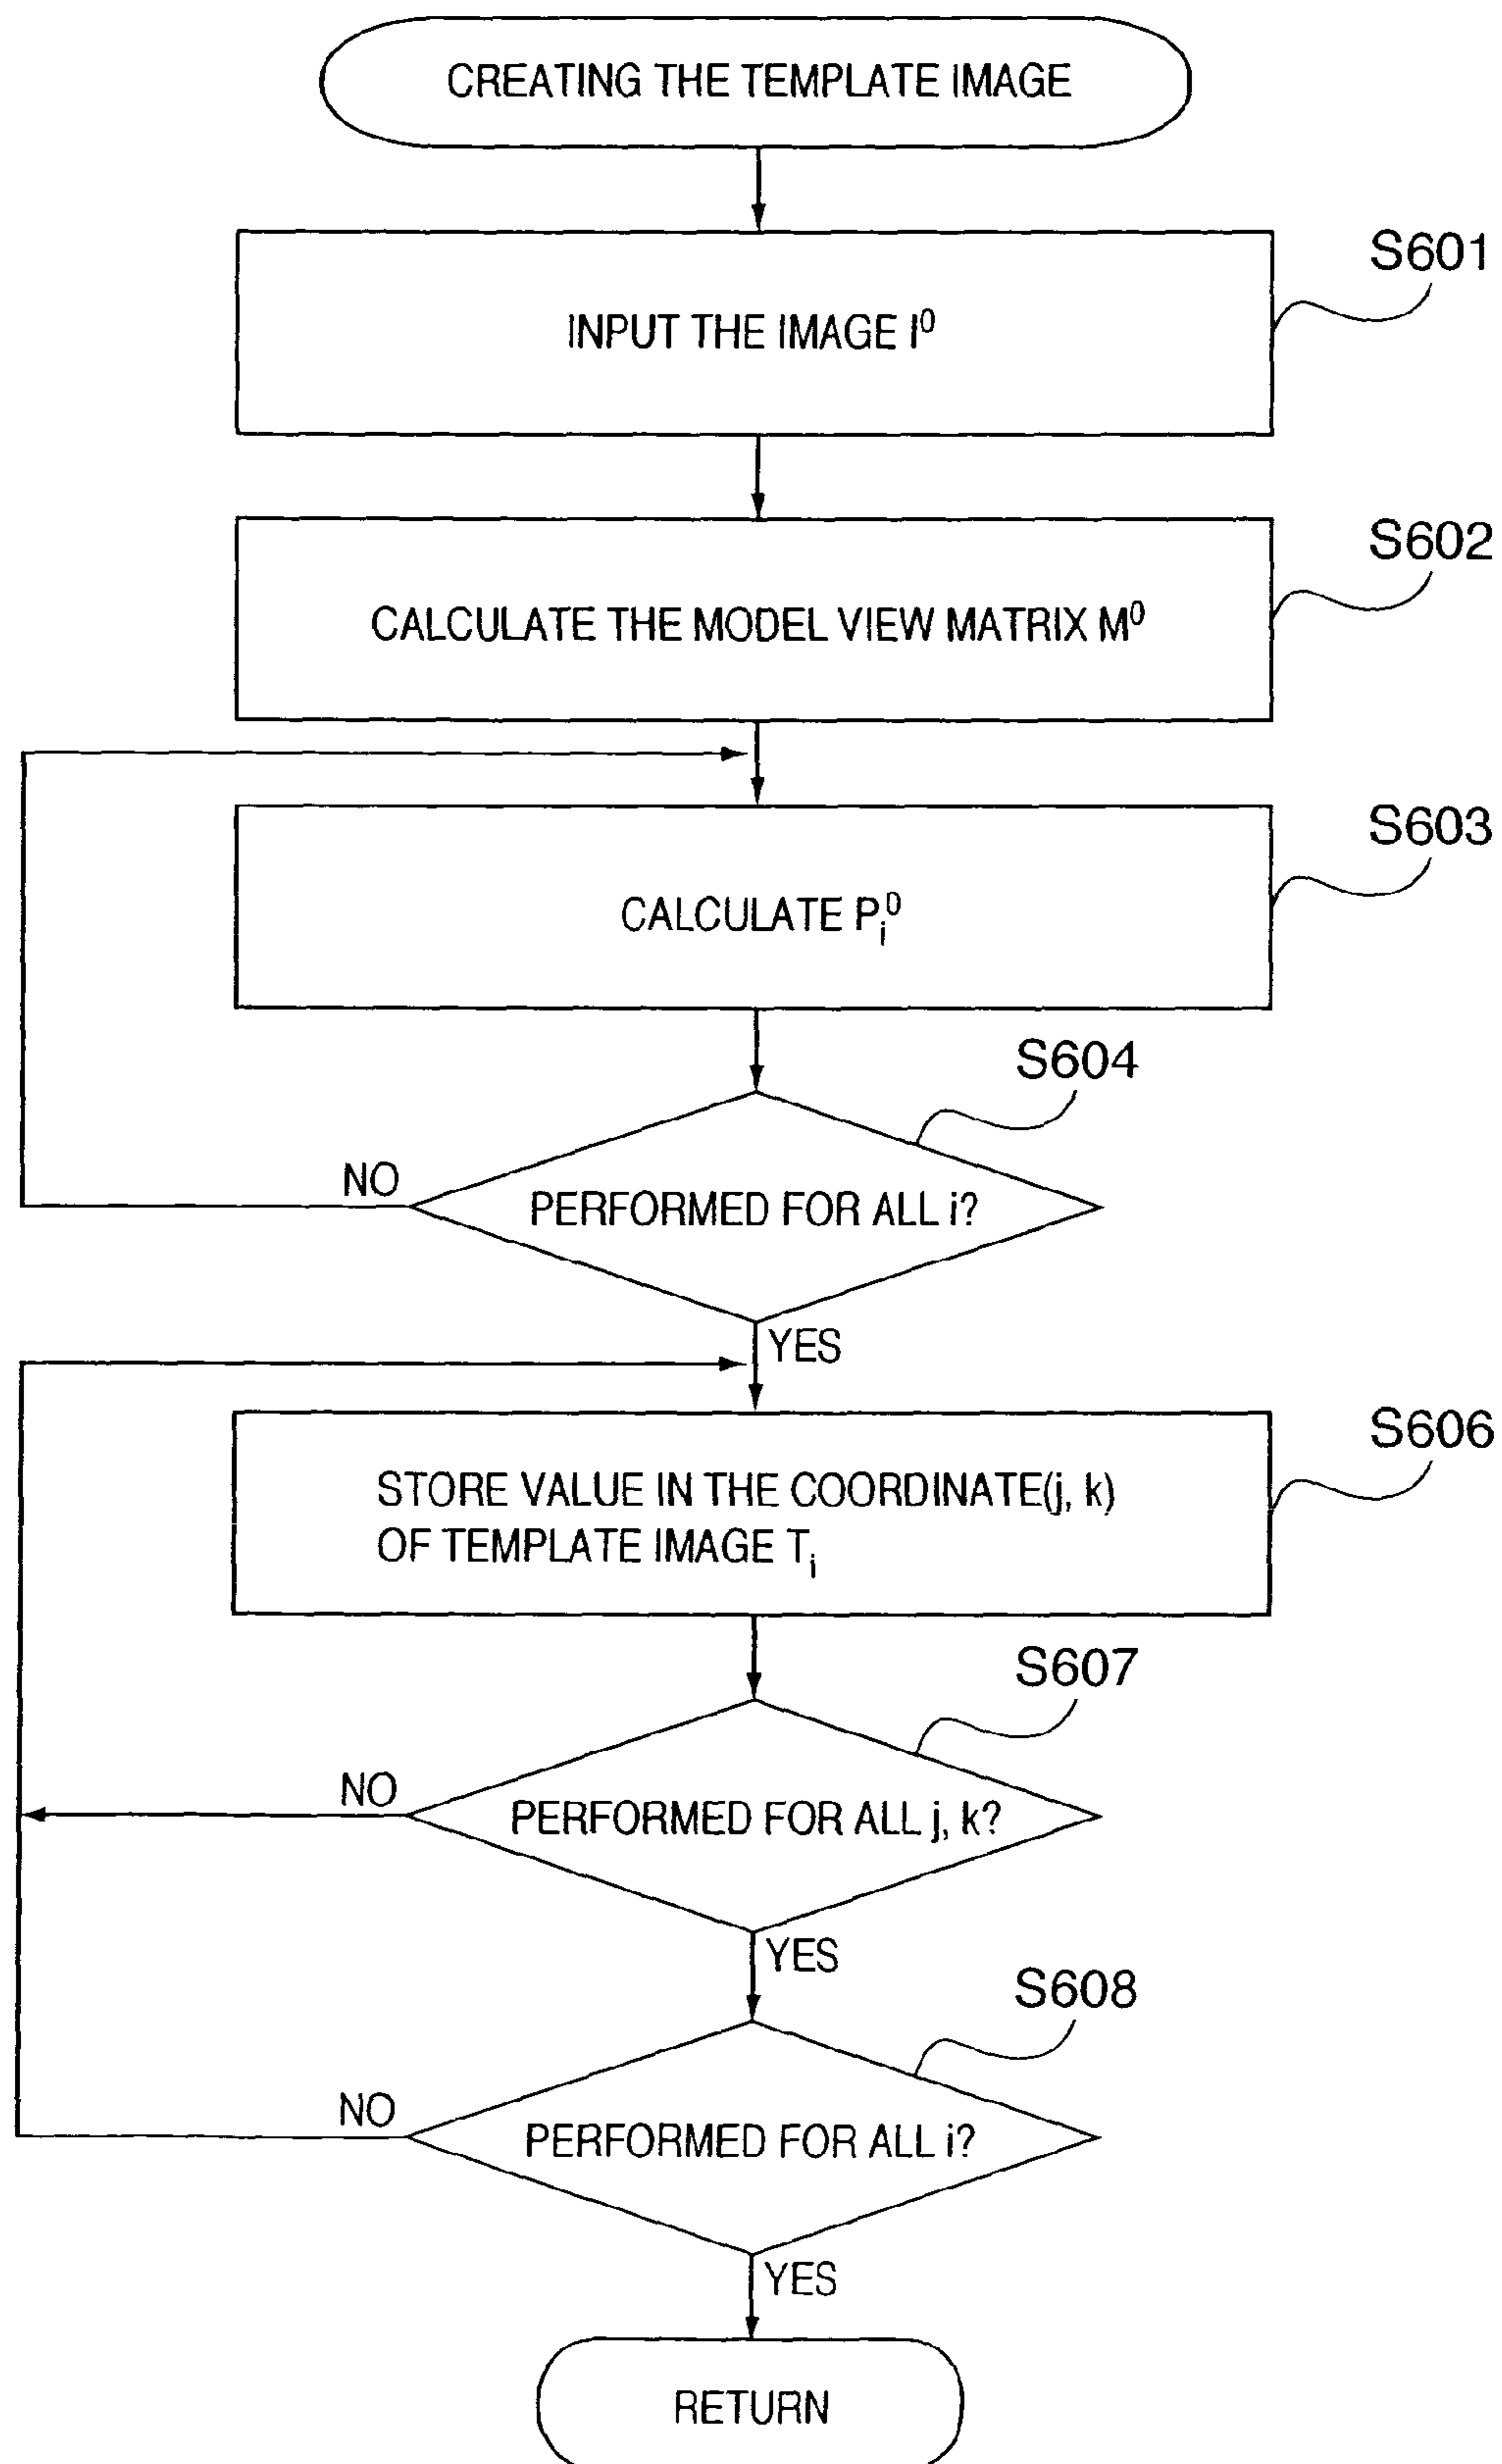 CREATING THE TEMPLATE IMAGE
S601
INPUT THE IMAGE I⁰
S602
CALCULATE THE MODEL VIEW MATRIX M⁰
S603
CALCULATE Pᵢ⁰
S604
NO
PERFORMED FOR ALL i?
YES
S606
STORE VALUE IN THE COORDINATE(j, k)
OF TEMPLATE IMAGE Tᵢ
S607
NO
PERFORMED FOR ALL j, k?
YES
S608
NO
PERFORMED FOR ALL i?
YES
RETURN